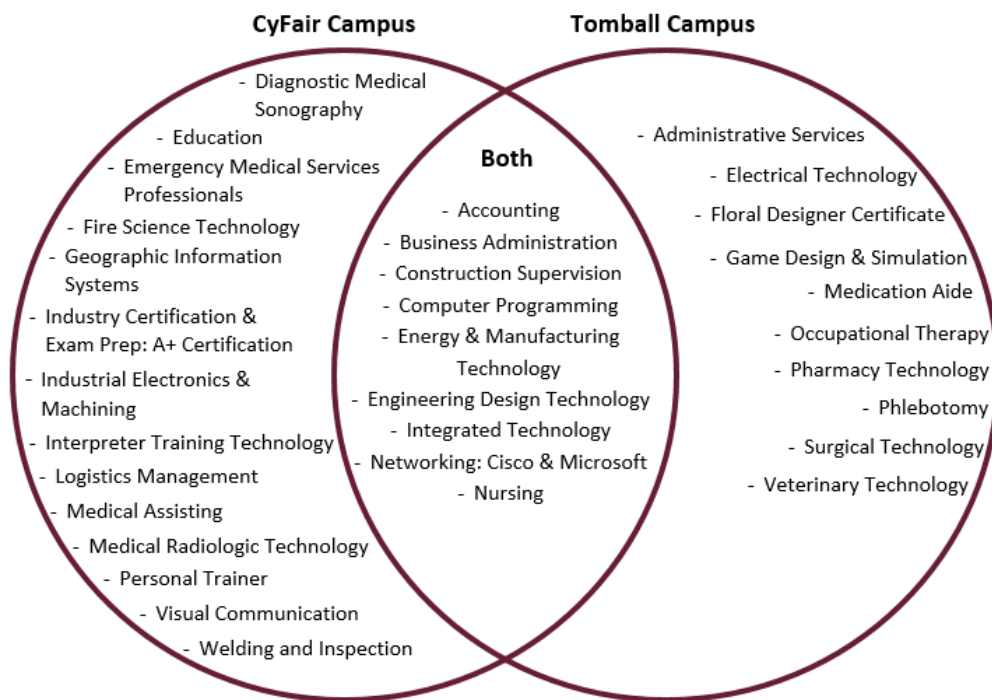 CyFair Campus
Tomball Campus
- Diagnostic Medical
Sonography
- Education
- Emergency Medical Services
Professionals
- Fire Science Technology
- Geographic Information
Systems
- Industry Certification &
Exam Prep: A+ Certification
- Industrial Electronics &
Machining
- Interpreter Training Technology
- Logistics Management
- Medical Assisting
- Medical Radiologic Technology
- Personal Trainer
- Visual Communication
- Welding and Inspection
Both
- Accounting
- Business Administration
- Construction Supervision
- Computer Programming
- Energy & Manufacturing
Technology
- Engineering Design Technology
- Integrated Technology
- Networking: Cisco & Microsoft
- Nursing
- Administrative Services
- Electrical Technology
- Floral Designer Certificate
- Game Design & Simulation
- Medication Aide
- Occupational Therapy
- Pharmacy Technology
- Phlebotomy
- Surgical Technology
- Veterinary Technology